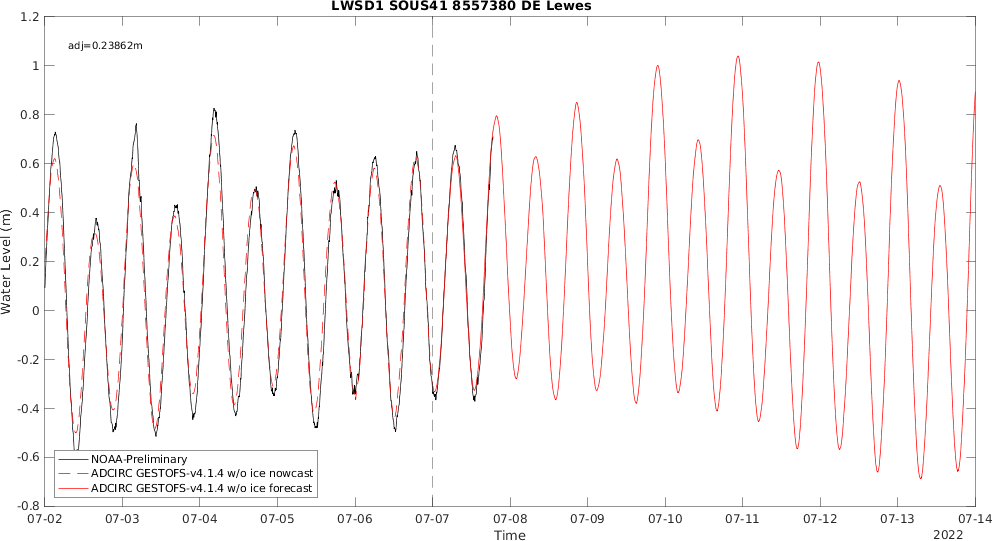 LWSD1 SOUS41 8557380 DE Lewes
adj=0.23862m
1.2
1
0.8
0.6
0.4
0.2
0
-0.2
-0.4
-0.6
-0.8
Water Level (m)
NOAA-Preliminary
ADCIRC GESTOFS-v4.1.4 w/o ice nowcast
ADCIRC GESTOFS-v4.1.4 w/o ice forecast
07-02 07-03 07-04 07-05 07-06 07-07 07-08 07-09 07-10 07-11 07-12 07-13 07-14
Time
2022